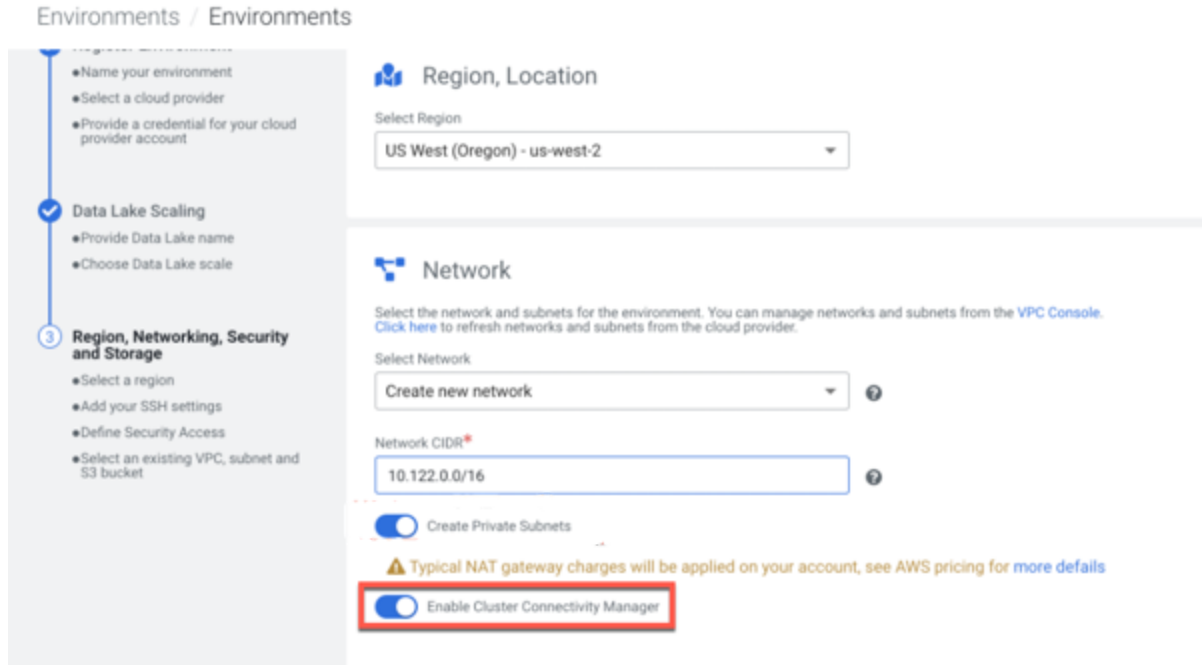 Environments / Environments
Register Environment
●Name your environment
●Select a cloud provider
●Provide a credential for your cloud
provider account
Data Lake Scaling
●Provide Data Lake name
●Choose Data Lake scale
3
Region, Networking, Security
and Storage
●Select a region
●Add your SSH settings
●Define Security Access
●Select an existing VPC, subnet and
S3 bucket
Region, Location
Select Region
US West (Oregon) - us-west-2
Network
Select the network and subnets for the environment. You can manage networks and subnets from the VPC Console.
Click here to refresh networks and subnets from the cloud provider.
Select Network
Create new network
?
Network CIDR*
10.122.0.0/16
?
Create Private Subnets
Typical NAT gateway charges will be applied on your account, see AWS pricing for more defails
Enable Cluster Connectivity Manager